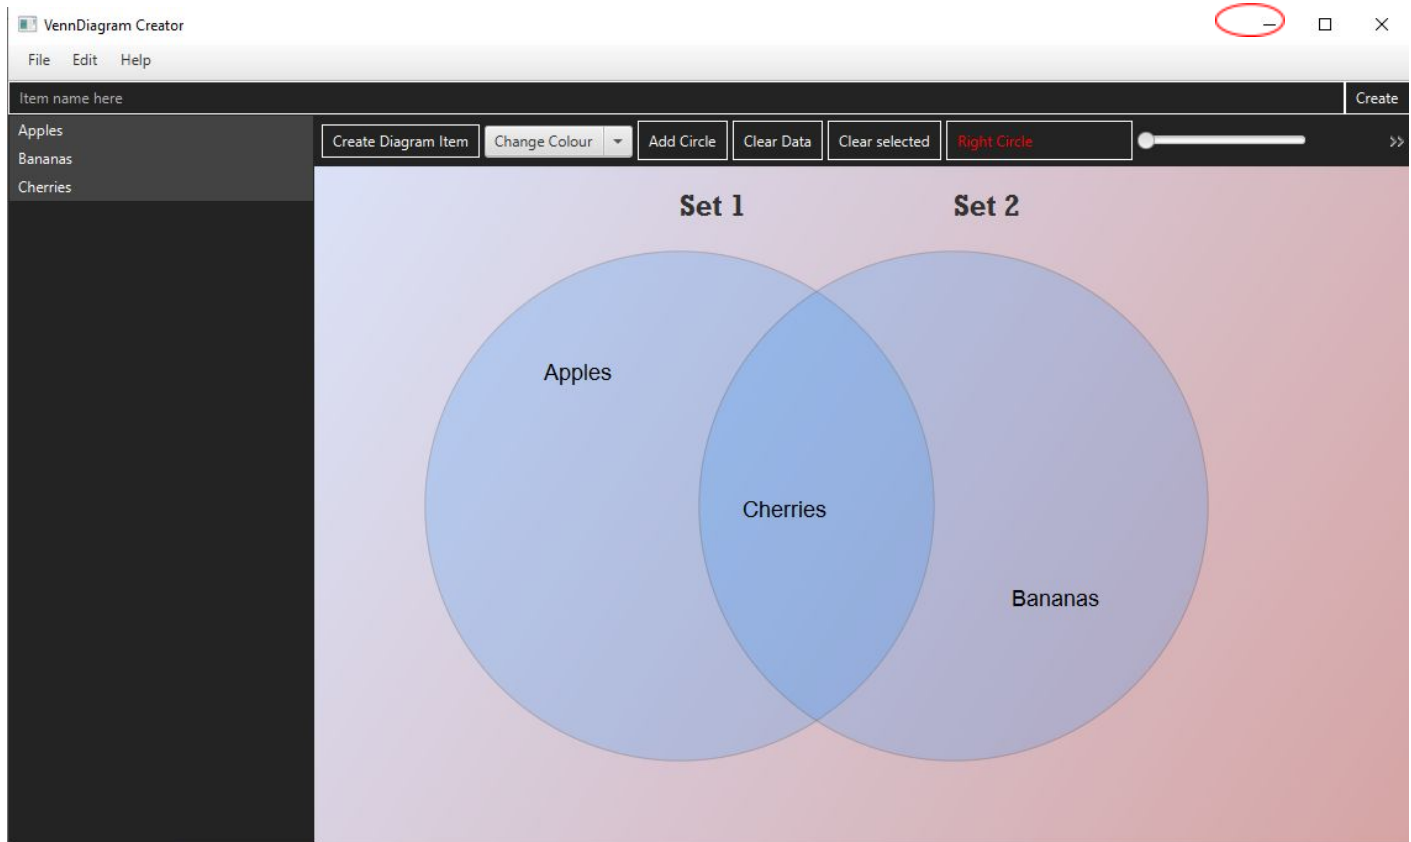 VennDiagram Creator
File Edit Help
Item name here Create
Apples
Bananas
Cherries
Create Diagram Item Change Colour Add Circle Clear Data Clear selected Right Circle >>
Set 1 Set 2
Apples
Cherries
Bananas